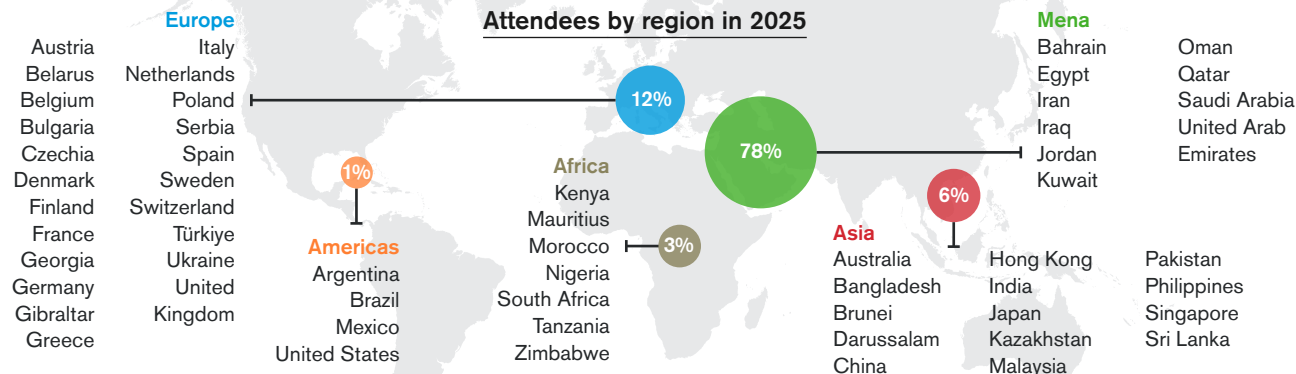 Attendees by region in 2025
Europe
Austria
Belarus
Belgium
Bulgaria
Czechia
Denmark
Finland
France
Georgia
Germany
Gibraltar
Greece
Italy
Netherlands
Poland
Serbia
Spain
Sweden
Switzerland
Türkiye
Ukraine
United
Kingdom
12%
1%
Americas
Argentina
Brazil
Mexico
United States
Africa
Kenya
Mauritius
Morocco
Nigeria
South Africa
Tanzania
Zimbabwe
3%
78%
Mena
Bahrain
Egypt
Iran
Iraq
Jordan
Kuwait
Oman
Qatar
Saudi Arabia
United Arab
Emirates
6%
Asia
Australia
Bangladesh
Brunei
Darussalam
China
Hong Kong
India
Japan
Kazakhstan
Malaysia
Pakistan
Philippines
Singapore
Sri Lanka